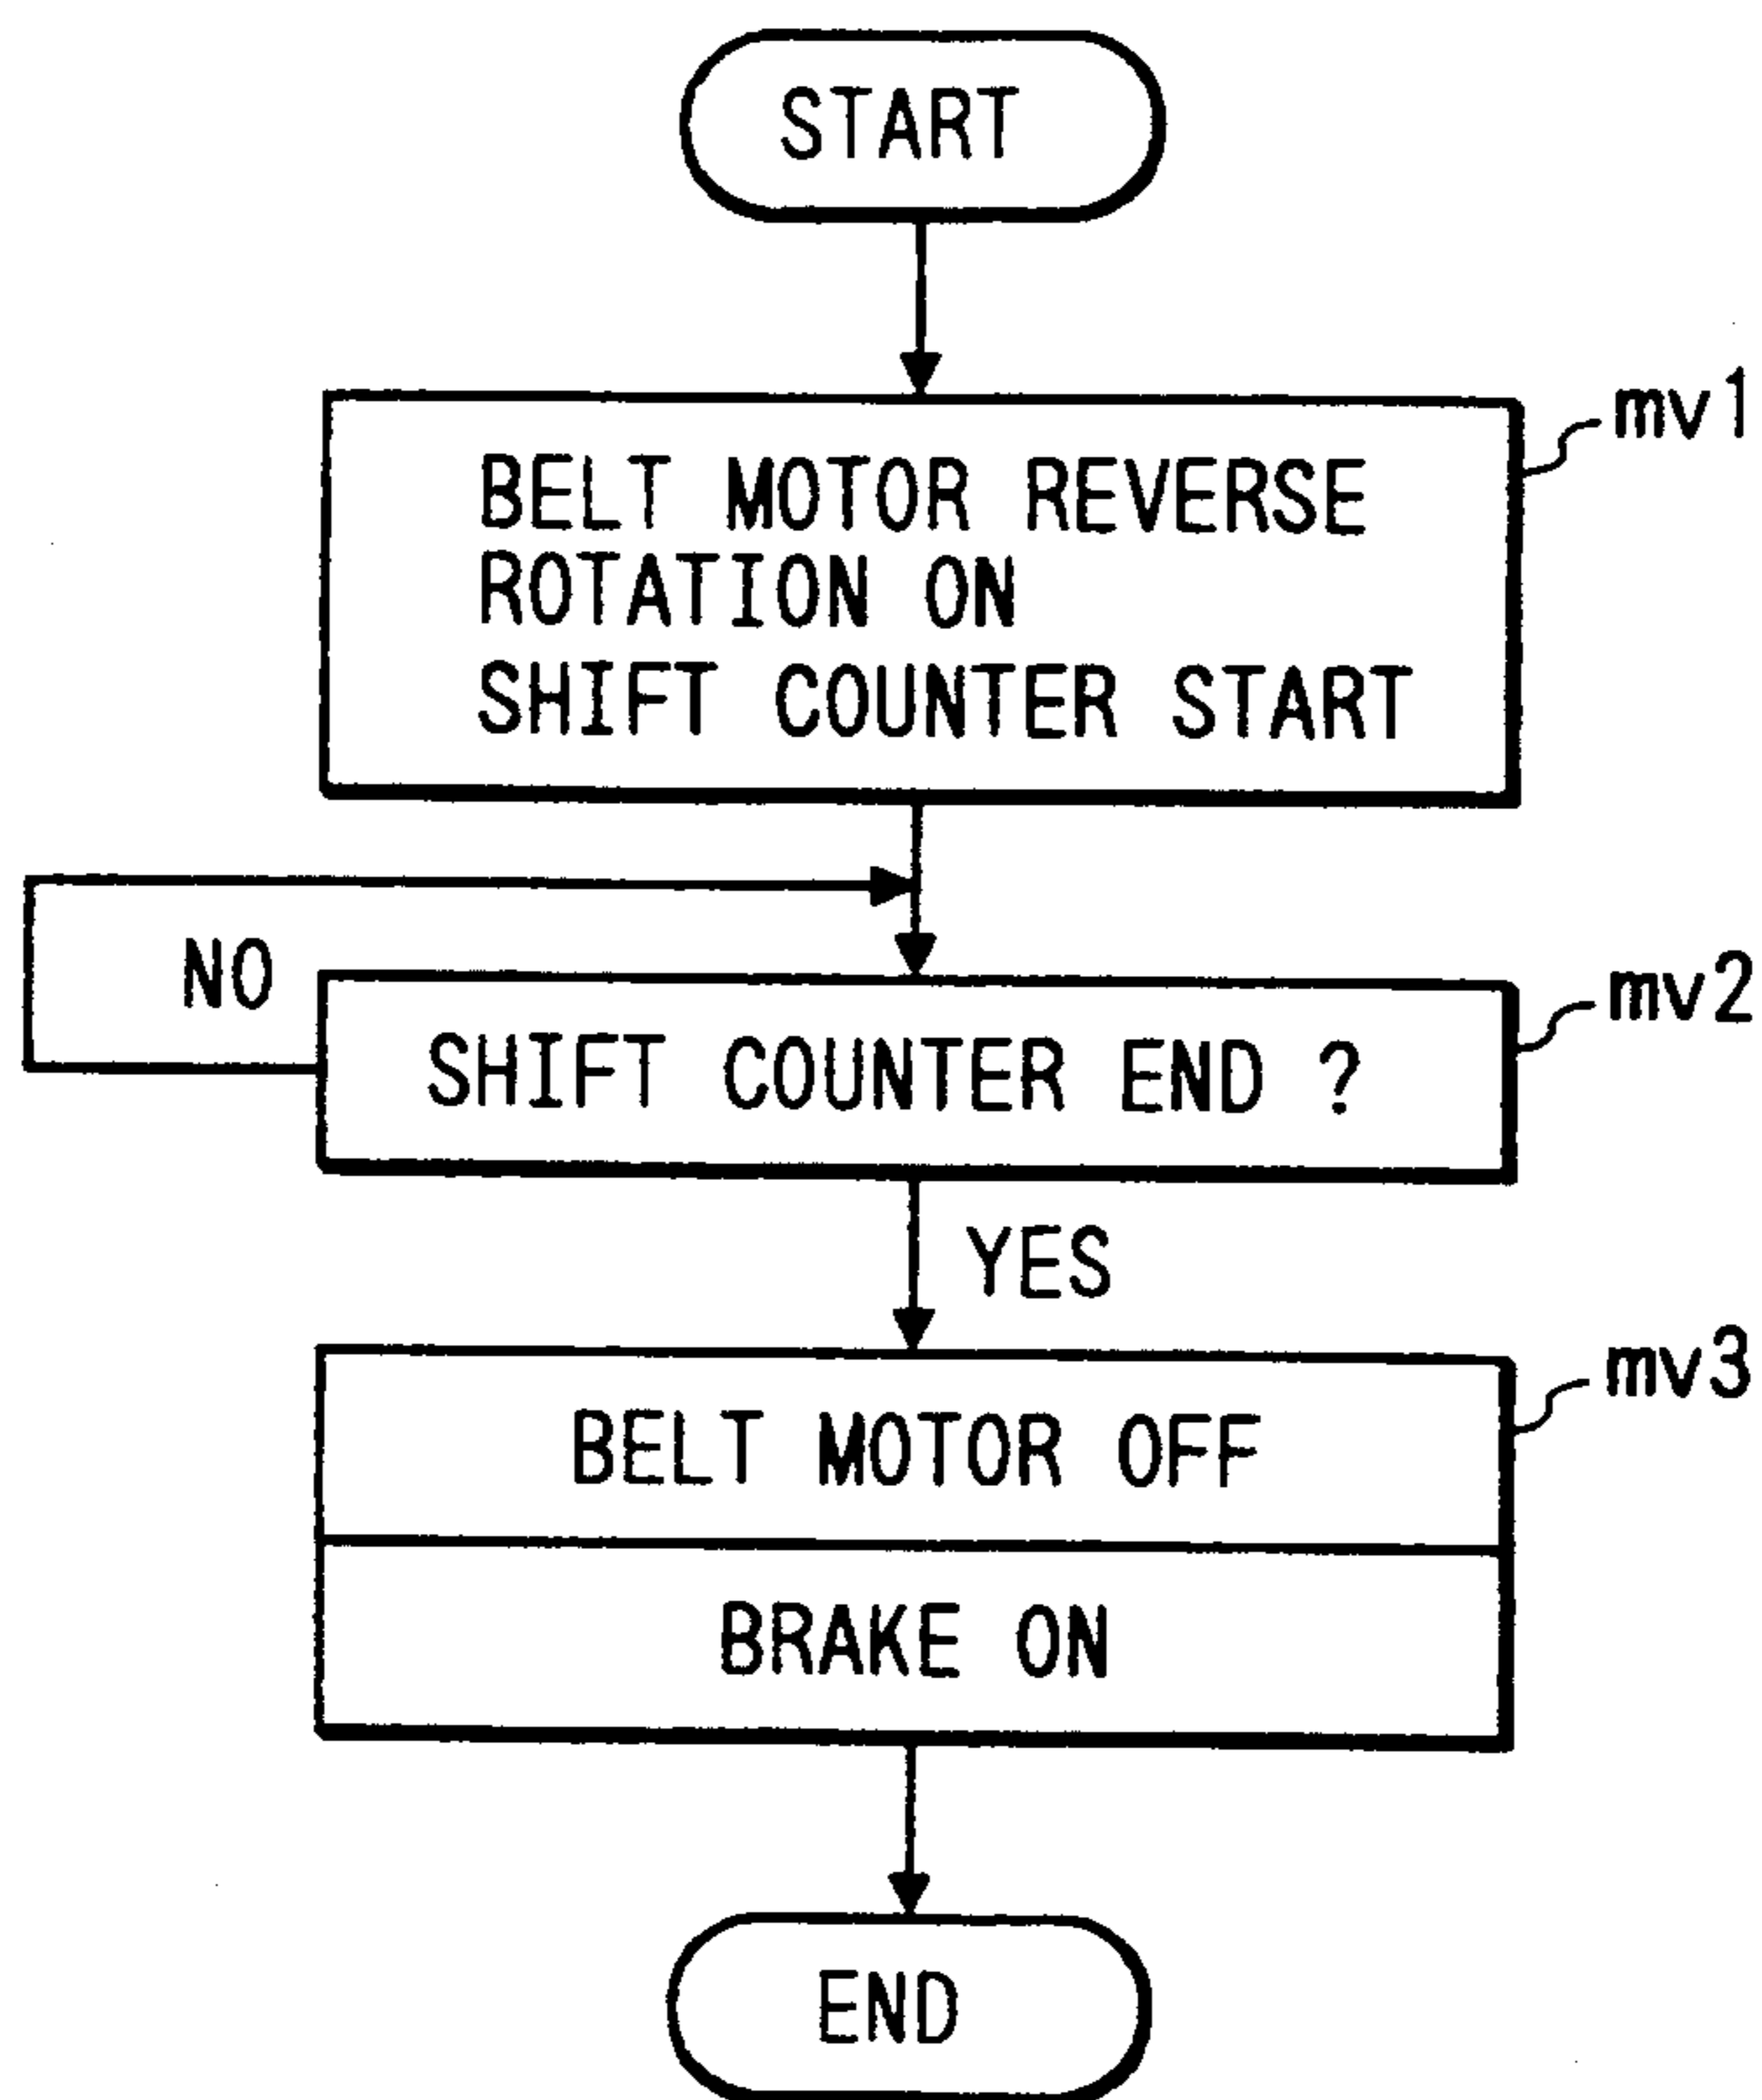 START
mv1
BELT MOTOR REVERSE
ROTATION ON
SHIFT COUNTER START
NO
mv2
SHIFT COUNTER END ?
YES
mv3
BELT MOTOR OFF
BRAKE ON
END